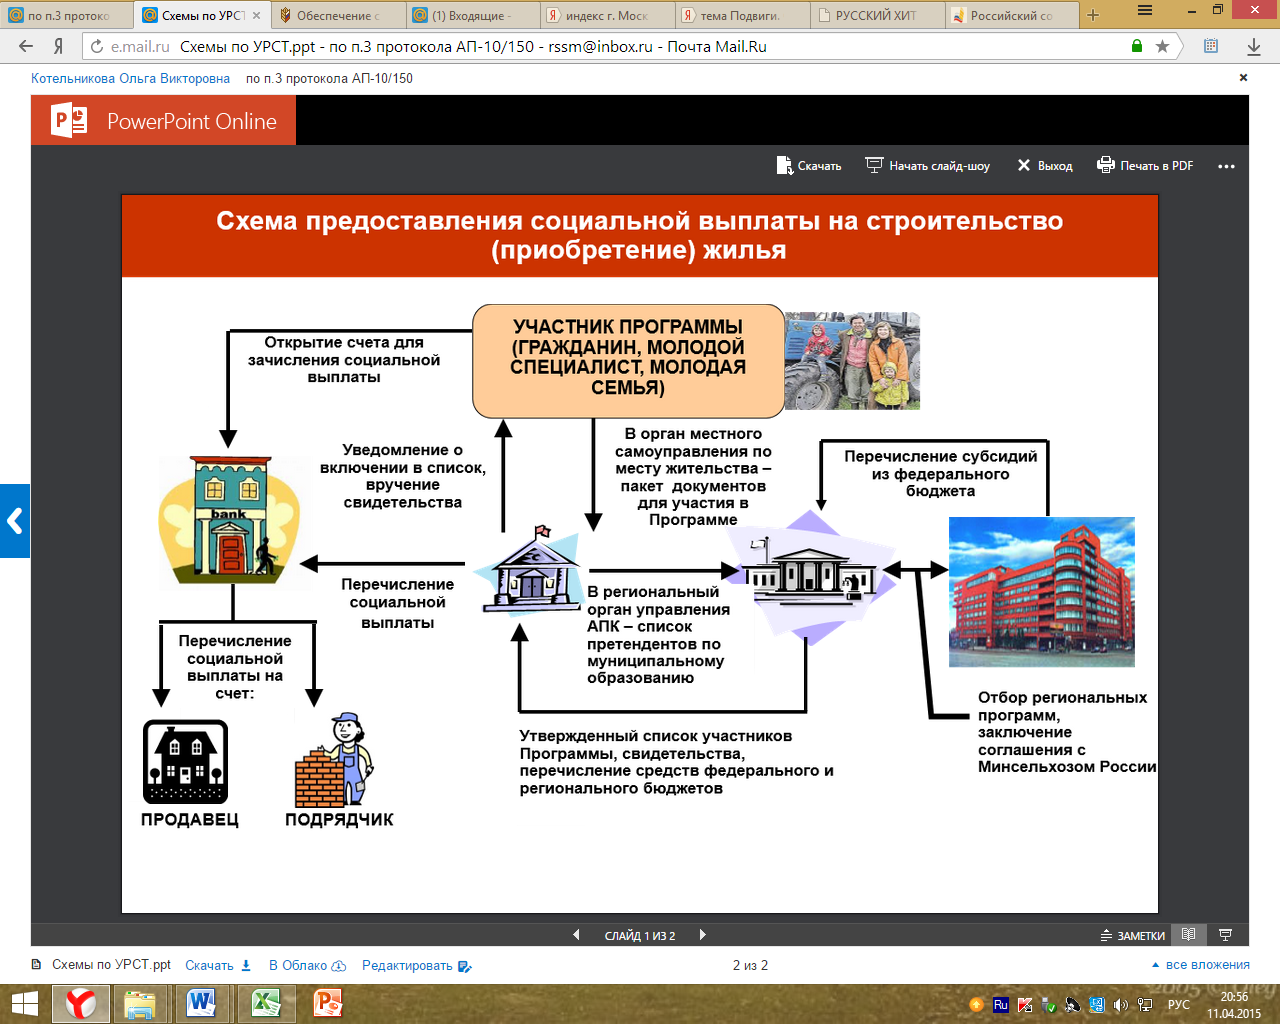 по п.3 протоко
Схемы по УРСТ
Обеспечение с
(1) Входящие -
индекс г. Моск
тема Подвиги.
РУССКИЙ ХИТ
Российский со
e.mail.ru Схемы по УРСТ.ppt - по п.3 протокола АП-10/150 - rssm@inbox.ru - Почта Mail.Ru
Котельникова Ольга Викторовна по п.3 протокола АП-10/150
PowerPoint Online
Скачать Начать слайд-шоу Выход Печать в PDF
Схема предоставления социальной выплаты на строительство
(приобретение) жилья
УЧАСТНИК ПРОГРАММЫ
(ГРАЖДАНИН, МОЛОДОЙ
СПЕЦИАЛИСТ, МОЛОДАЯ
СЕМЬЯ)
Открытие счета для
зачисления социальной
выплаты
Уведомление о
включении в список,
вручение
свидетельства
В орган местного
самоуправления по
месту жительства –
пакет документов
для участия в
Программе
Перечисление субсидий
из федерального
бюджета
bank
Перечисление
социальной
выплаты
В региональный
орган управления
АПК – список
претендентов по
муниципальному
образованию
Перечисление
социальной
выплаты на
счет:
Отбор региональных
программ,
заключение
соглашения с
Минсельхозом России
Утвержденный список участников
Программы, свидетельства,
перечисление средств федерального и
регионального бюджетов
ПРОДАВЕЦ
ПОДРЯДЧИК
СЛАЙД 1 ИЗ 2
ЗАМЕТКИ
Схемы по УРСТ.ppt Скачать В Облако Редактировать 2 из 2 все вложения
Ru
РУС
20:56
11.04.2015